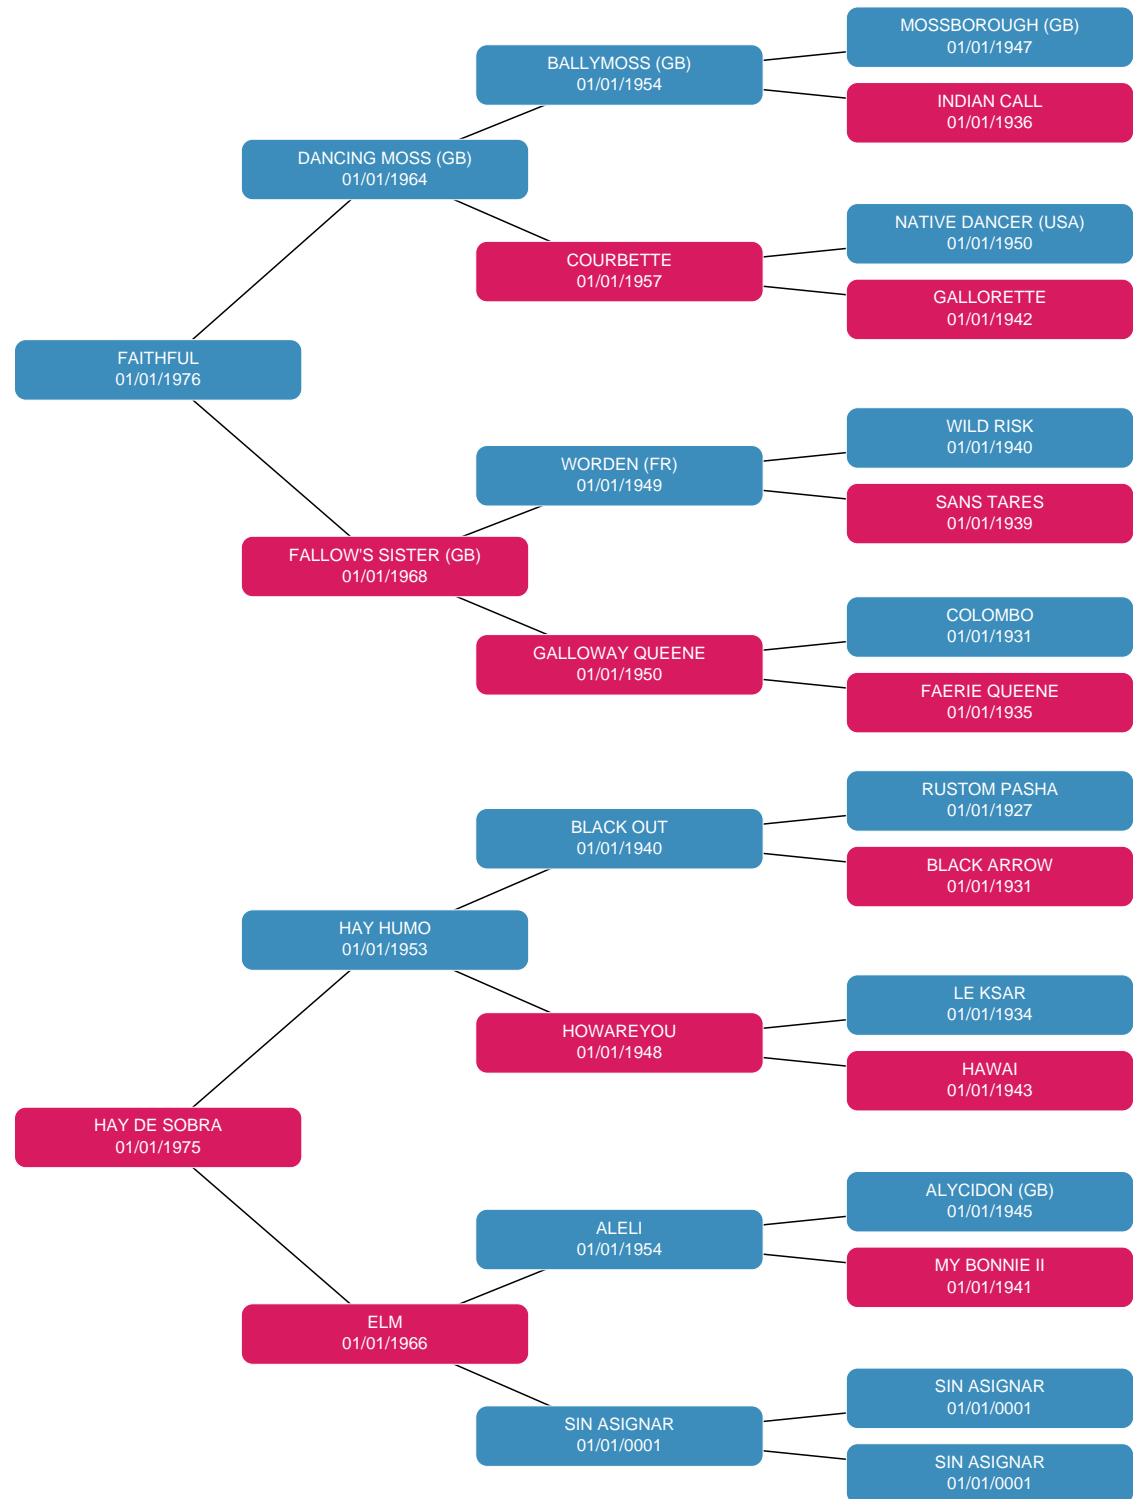 MOSSBOROUGH (GB)
01/01/1947
BALLYMOSS (GB)
01/01/1954
INDIAN CALL
01/01/1936
DANCING MOSS (GB)
01/01/1964
NATIVE DANCER (USA)
01/01/1950
COURBETTE
01/01/1957
GALLORETTE
01/01/1942
FAITHFUL
01/01/1976
WILD RISK
01/01/1940
WORDEN (FR)
01/01/1949
SANS TARES
01/01/1939
FALLOW'S SISTER (GB)
01/01/1968
COLOMBO
01/01/1931
GALLOWAY QUEENE
01/01/1950
FAERIE QUEENE
01/01/1935
RUSTOM PASHA
01/01/1927
BLACK OUT
01/01/1940
BLACK ARROW
01/01/1931
HAY HUMO
01/01/1953
LE KSAR
01/01/1934
HOWAREYOU
01/01/1948
HAWAI
01/01/1943
HAY DE SOBRA
01/01/1975
ALYCIDON (GB)
01/01/1945
ALELI
01/01/1954
MY BONNIE II
01/01/1941
ELM
01/01/1966
SIN ASIGNAR
01/01/0001
SIN ASIGNAR
01/01/0001
SIN ASIGNAR
01/01/0001